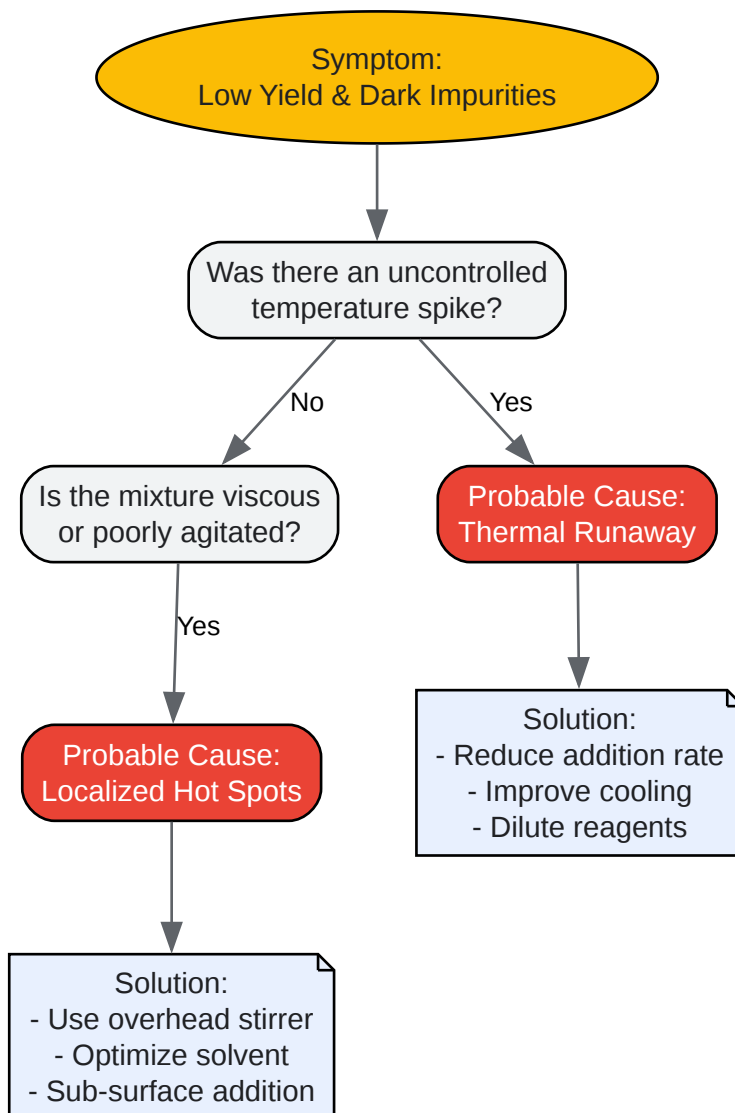 Symptom:
Low Yield & Dark Impurities
Was there an uncontrolled
temperature spike?
No
Yes
Is the mixture viscous
or poorly agitated?
Probable Cause:
Thermal Runaway
Yes
Solution:
- Reduce addition rate
- Improve cooling
- Dilute reagents
Probable Cause:
Localized Hot Spots
Solution:
- Use overhead stirrer
- Optimize solvent
- Sub-surface addition